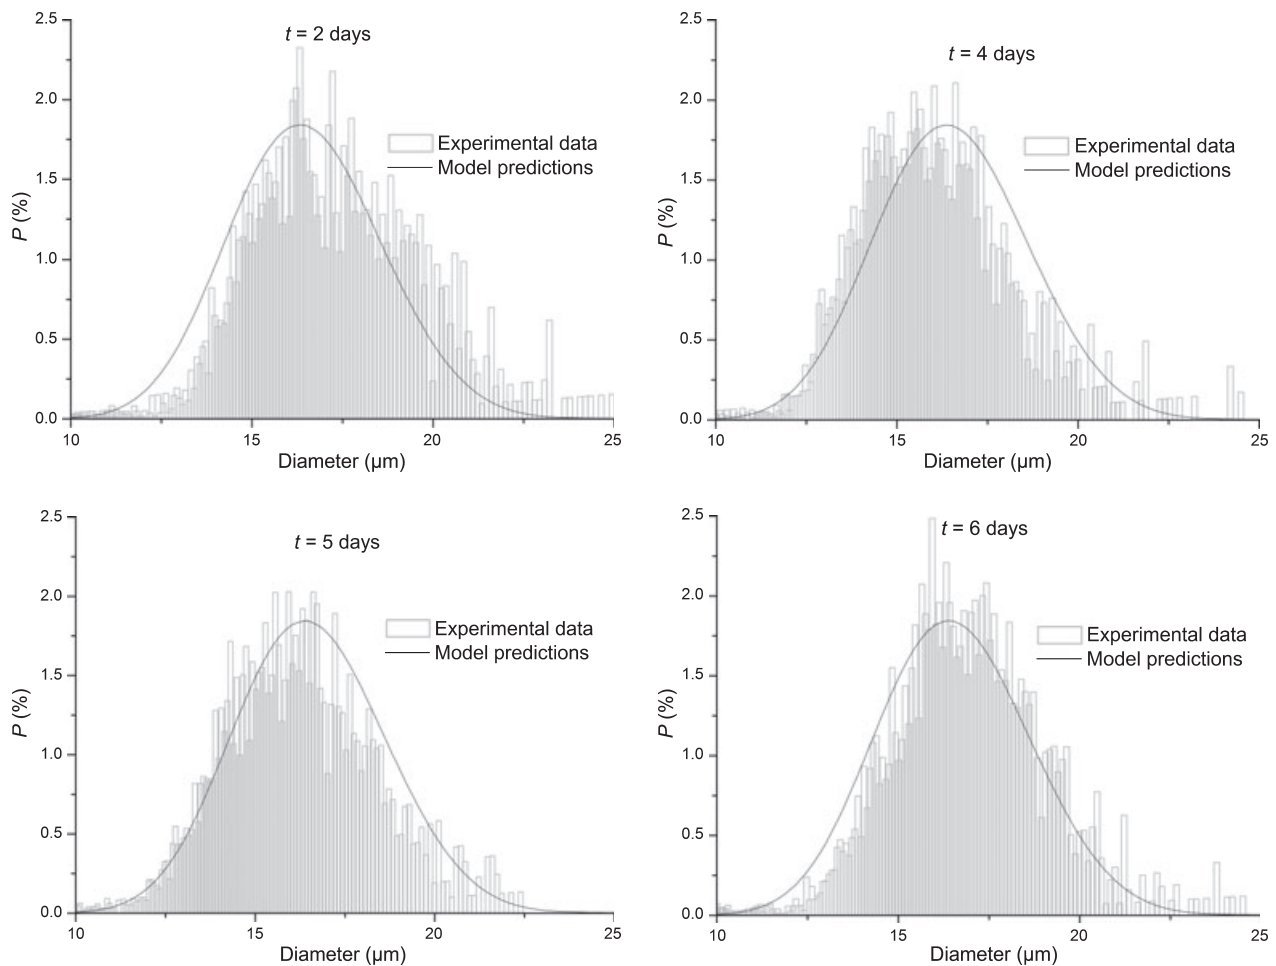 2.5
t = 2 days
2.0
Experimental data
Model predictions
1.5
P (%)
1.0
0.5
0.0
10 15 20 25
Diameter (µm)
2.5
t = 4 days
2.0
Experimental data
Model predictions
1.5
P (%)
1.0
0.5
0.0
10 15 20 25
Diameter (µm)
2.5
t = 5 days
2.0
Experimental data
Model predictions
1.5
P (%)
1.0
0.5
0.0
10 15 20 25
Diameter (µm)
2.5
t = 6 days
2.0
Experimental data
Model predictions
1.5
P (%)
1.0
0.5
0.0
10 15 20 25
Diameter (µm)